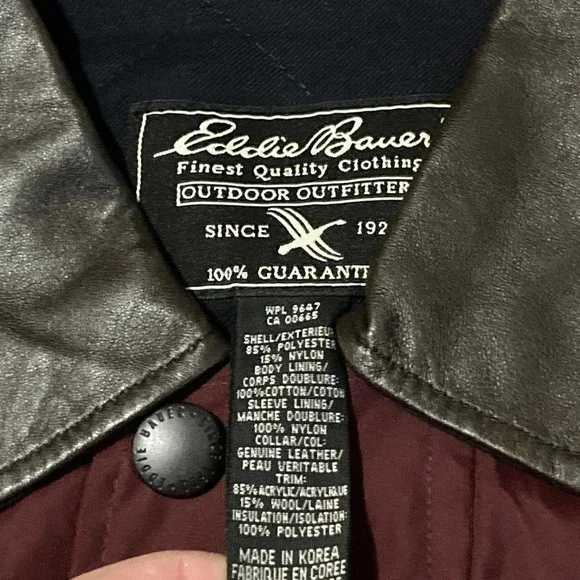 Eddie Bauer
Finest Quality Clothing
OUTDOOR OUTFITTER
SINCE 192
100% GUARANTE
WPL 9647
CA 00665
SHELL/EXTERIEUR:
85% POLYESTER
15% NYLON
BODY LINING/
CORPS DOUBLURE:
100% COTTON/COTON
SLEEVE LINING/
MANCHE DOUBLURE:
100% NYLON
COLLAR/COL:
GENUINE LEATHER/
PEAU VERITABLE
TRIM:
85% ACRYLIC/ACRYLIQUE
15% WOOL/LAINE
INSULATION/ISOLATION:
100% POLYESTER
MADE IN KOREA
FABRIQUE EN COREE
EDDIE BAUER